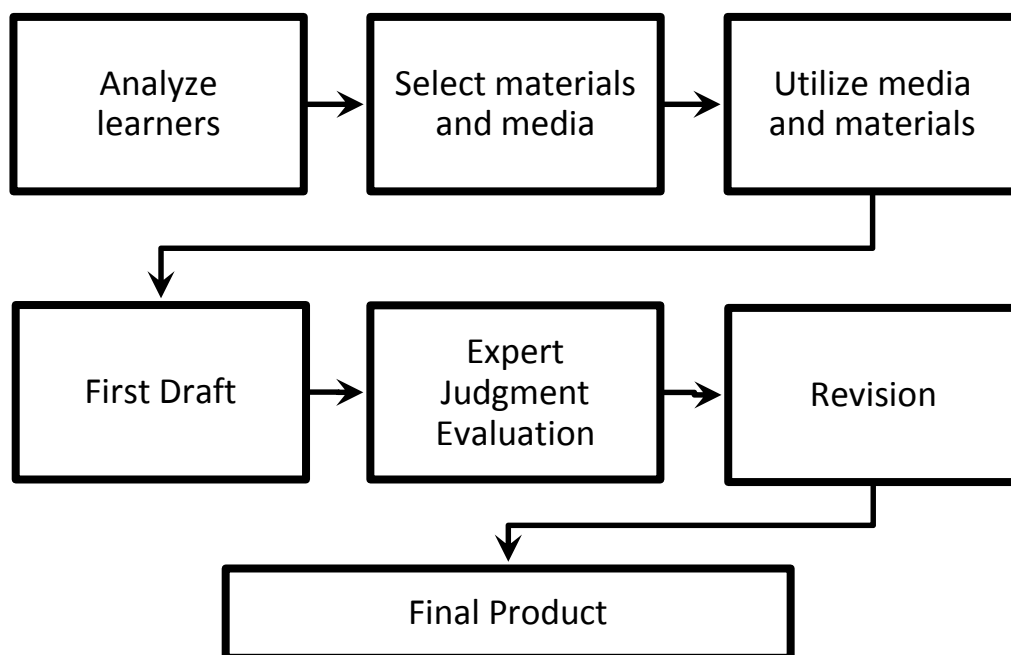 Analyze
learners
Select materials
and media
Utilize media
and materials
First Draft
Expert
Judgment
Evaluation
Revision
Final Product